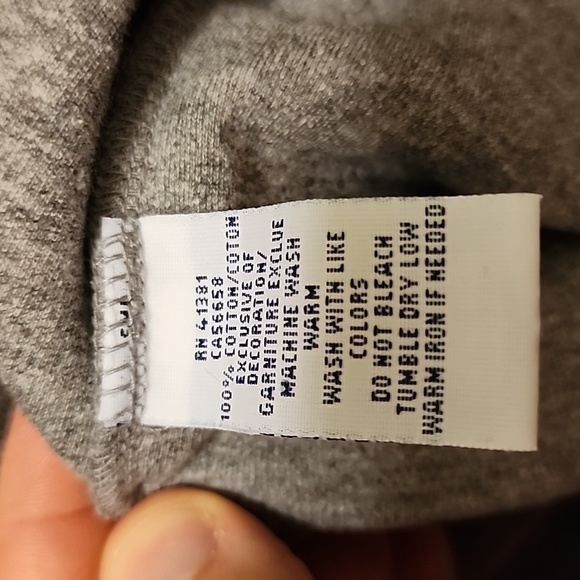 RN 41381
CA56658
100% COTTON/COTON
EXCLUSIVE OF
DECORATION/
GARNITURE EXCLUE
MACHINE WASH
WARM
WASH WITH LIKE
COLORS
DO NOT BLEACH
TUMBLE DRY LOW
WARM IRON IF NEEDED